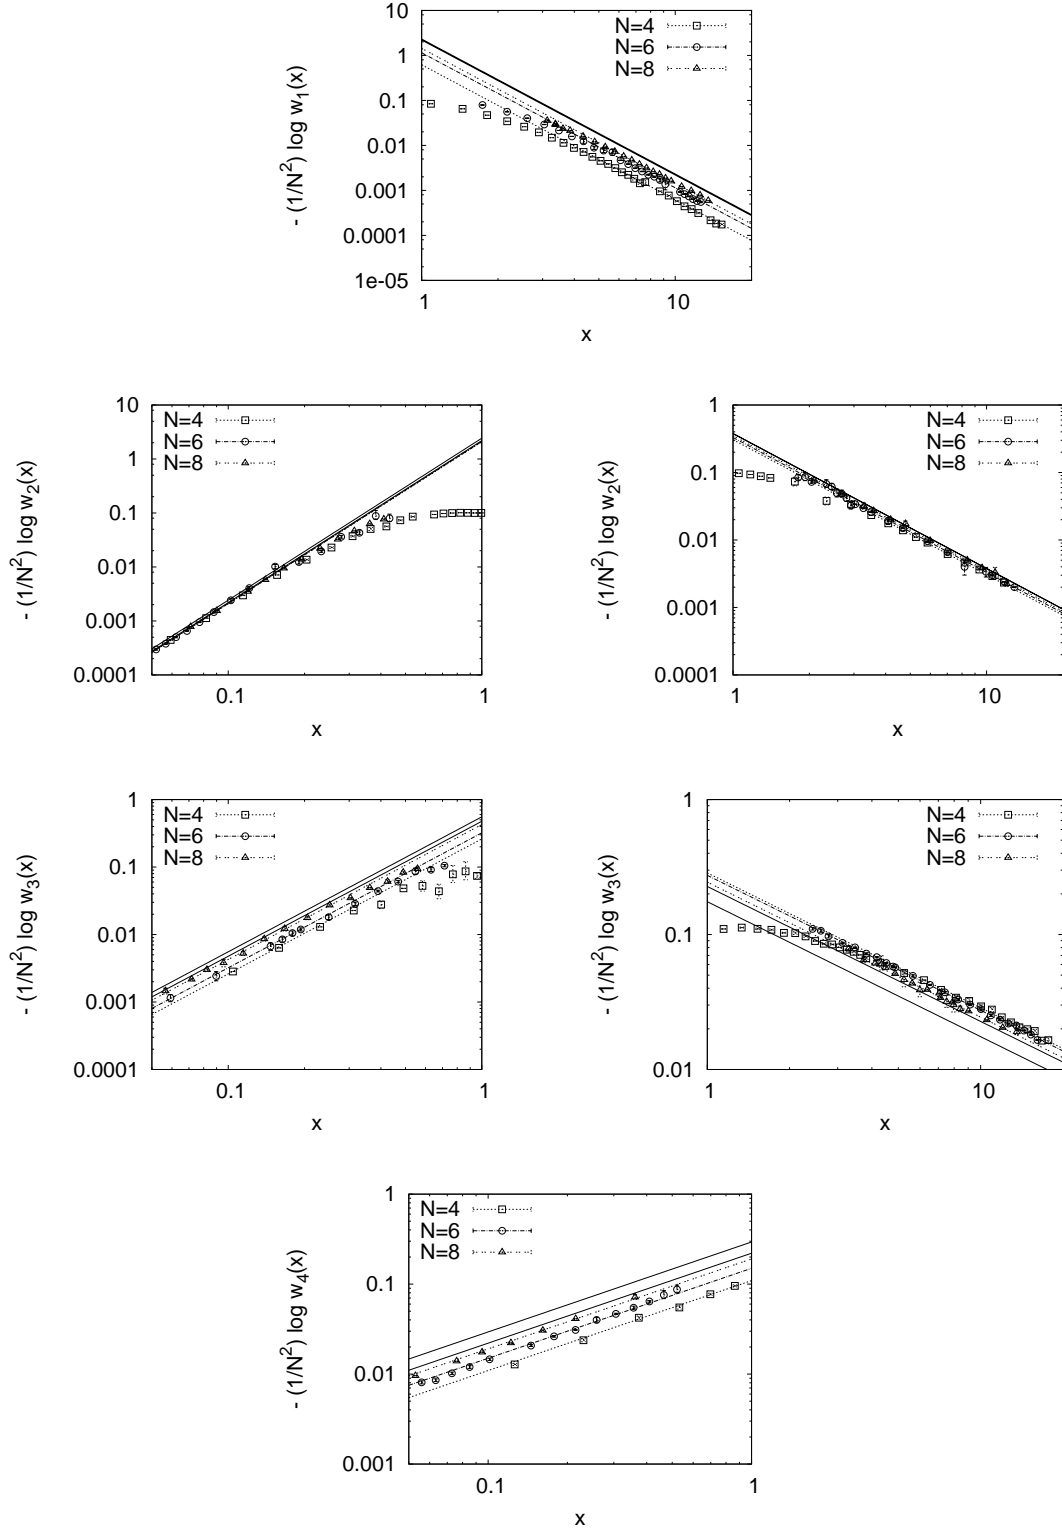 - (1/N²) log w₁(x)
10
1
0.1
0.01
0.001
0.0001
1e-05
N=4
N=6
N=8
1 10
x
- (1/N²) log w₂(x)
10
1
0.1
0.01
0.001
0.0001
N=4
N=6
N=8
0.1 1
x
- (1/N²) log w₂(x)
1
0.1
0.01
0.001
0.0001
N=4
N=6
N=8
1 10
x
- (1/N²) log w₃(x)
1
0.1
0.01
0.001
0.0001
N=4
N=6
N=8
0.1 1
x
- (1/N²) log w₃(x)
1
0.1
0.01
N=4
N=6
N=8
1 10
x
- (1/N²) log w₄(x)
1
0.1
0.01
0.001
N=4
N=6
N=8
0.1 1
x